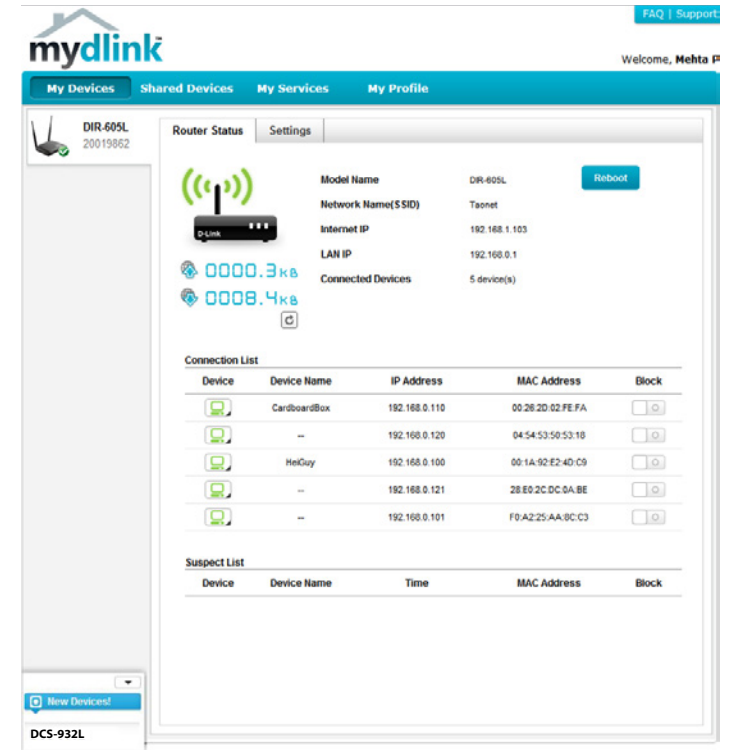 FAQ | Support
mydlink
Welcome, Mehta
My Devices Shared Devices My Services My Profile
DIR-605L
20019862
Router Status Settings
Model Name DIR-605L Reboot
Network Name(SSID) Taonet
D-Link
Internet IP 192.168.1.103
LAN IP 192.168.0.1
0000.3 KB
Connected Devices 5 device(s)
0008.4 KB
Connection List
Device Device Name IP Address MAC Address Block
CardboardBox 192.168.0.110 00:26:2D:02:FE:FA
-- 192.168.0.120 04:54:53:50:53:18
HeiGuy 192.168.0.100 00:1A:92:E2:4D:C9
-- 192.168.0.121 28:E0:2C:DC:0A:BE
-- 192.168.0.101 F0:A2:25:AA:8C:C3
Suspect List
Device Device Name Time MAC Address Block
New Devices!
DCS-932L